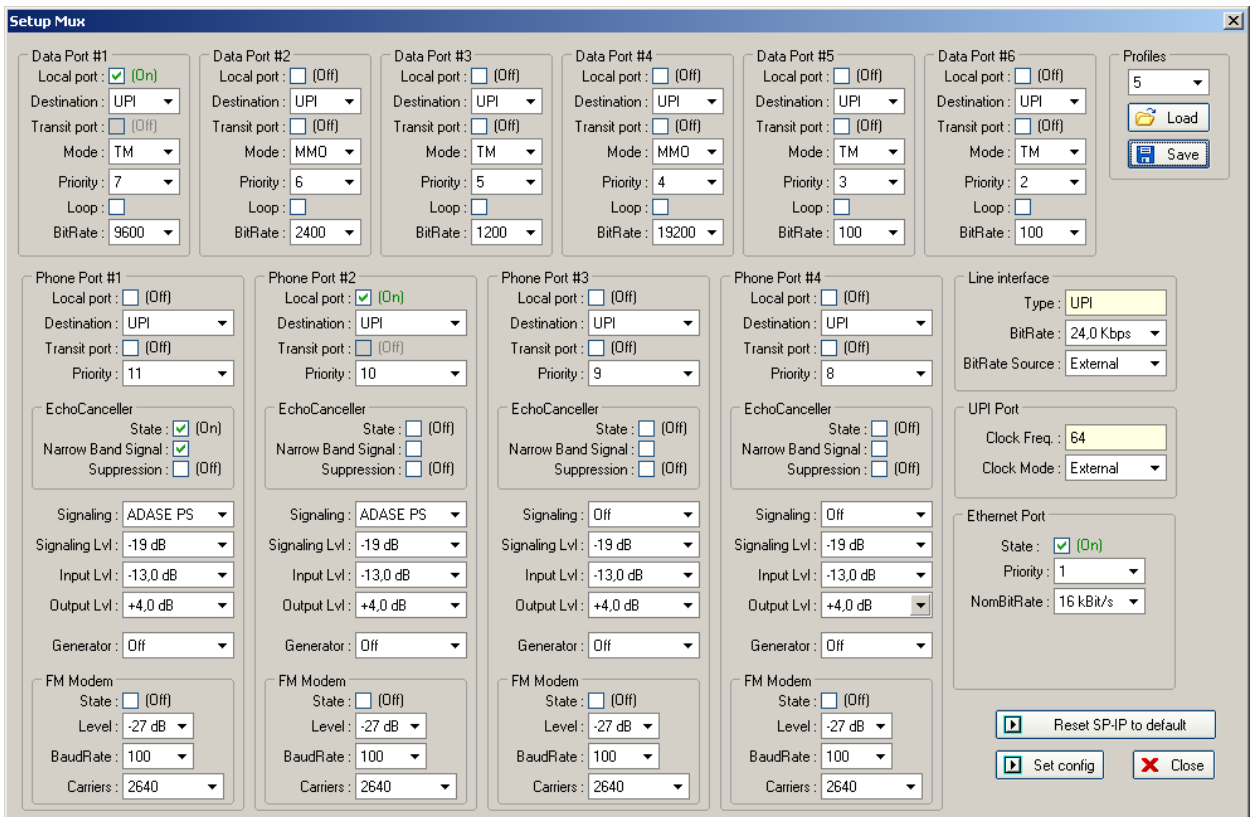 Setup Mux
Data Port #1 Data Port #2 Data Port #3 Data Port #4 Data Port #5 Data Port #6 Profiles
Local port : (On) Local port : (Off) Local port : (Off) Local port : (Off) Local port : (Off) Local port : (Off) 5
Destination : UPI Destination : UPI Destination : UPI Destination : UPI Destination : UPI Destination : UPI Load
Transit port : (Off) Transit port : (Off) Transit port : (Off) Transit port : (Off) Transit port : (Off) Transit port : (Off)
Mode : TM Mode : MMO Mode : TM Mode : MMO Mode : TM Mode : TM Save
Priority : 7 Priority : 6 Priority : 5 Priority : 4 Priority : 3 Priority : 2
Loop : Loop : Loop : Loop : Loop : Loop :
BitRate : 9600 BitRate : 2400 BitRate : 1200 BitRate : 19200 BitRate : 100 BitRate : 100
Phone Port #1 Phone Port #2 Phone Port #3 Phone Port #4 Line interface
Local port : (Off) Local port : (On) Local port : (Off) Local port : (Off) Type : UPI
Destination : UPI Destination : UPI Destination : UPI Destination : UPI BitRate : 24,0 Kbps
Transit port : (Off) Transit port : (Off) Transit port : (Off) Transit port : (Off) BitRate Source : External
Priority : 11 Priority : 10 Priority : 9 Priority : 8
EchoCanceller EchoCanceller EchoCanceller EchoCanceller UPI Port
State : (On) State : (Off) State : (Off) State : (Off) Clock Freq. : 64
Narrow Band Signal : Narrow Band Signal : Narrow Band Signal : Narrow Band Signal :
Suppression : (Off) Suppression : (Off) Suppression : (Off) Suppression : (Off) Clock Mode : External
Signaling : ADASE PS Signaling : ADASE PS Signaling : Off Signaling : Off Ethernet Port
Signaling Lvl : -19 dB Signaling Lvl : -19 dB Signaling Lvl : -19 dB Signaling Lvl : -19 dB State : (On)
Input Lvl : -13,0 dB Input Lvl : -13,0 dB Input Lvl : -13,0 dB Input Lvl : -13,0 dB Priority : 1
Output Lvl : +4,0 dB Output Lvl : +4,0 dB Output Lvl : +4,0 dB Output Lvl : +4,0 dB NomBitRate : 16 kBit/s
Generator : Off Generator : Off Generator : Off Generator : Off
FM Modem FM Modem FM Modem FM Modem
State : (Off) State : (Off) State : (Off) State : (Off)
Level : -27 dB Level : -27 dB Level : -27 dB Level : -27 dB Reset SP-IP to default
BaudRate : 100 BaudRate : 100 BaudRate : 100 BaudRate : 100 Set config Close
Carriers : 2640 Carriers : 2640 Carriers : 2640 Carriers : 2640